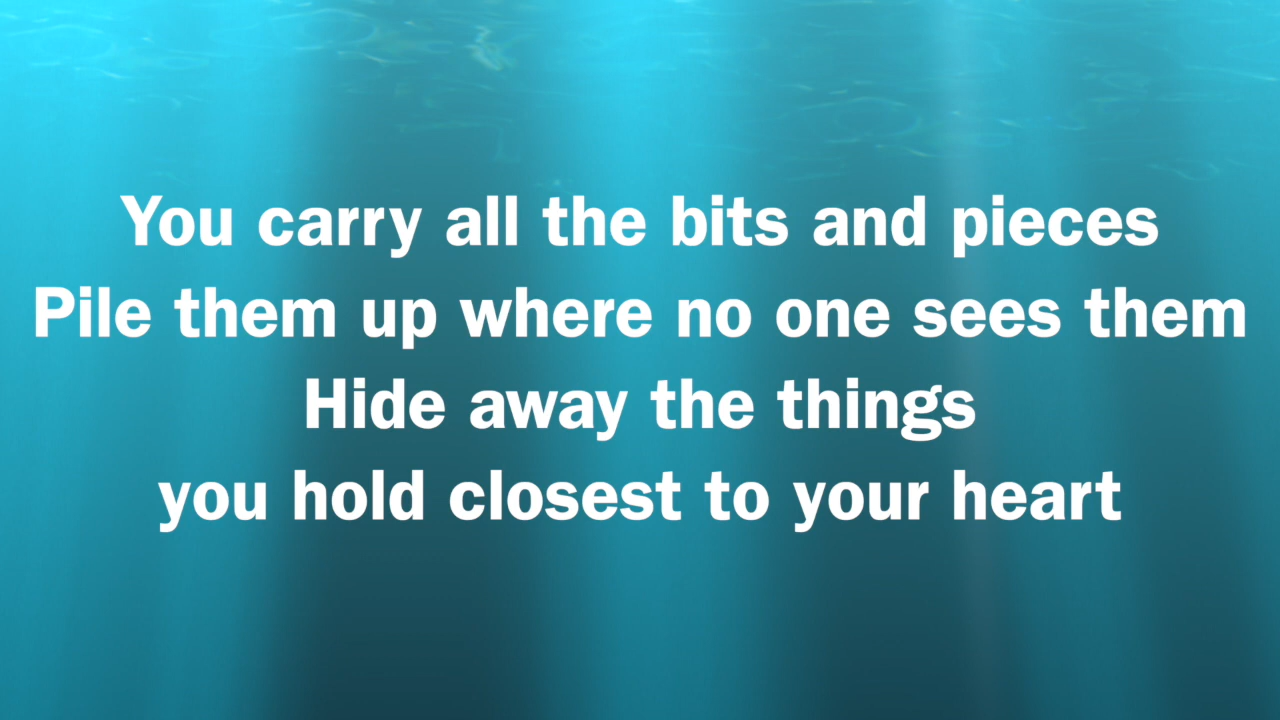 You carry all the bits and pieces
Pile them up where no one sees them
Hide away the things
you hold closest to your heart